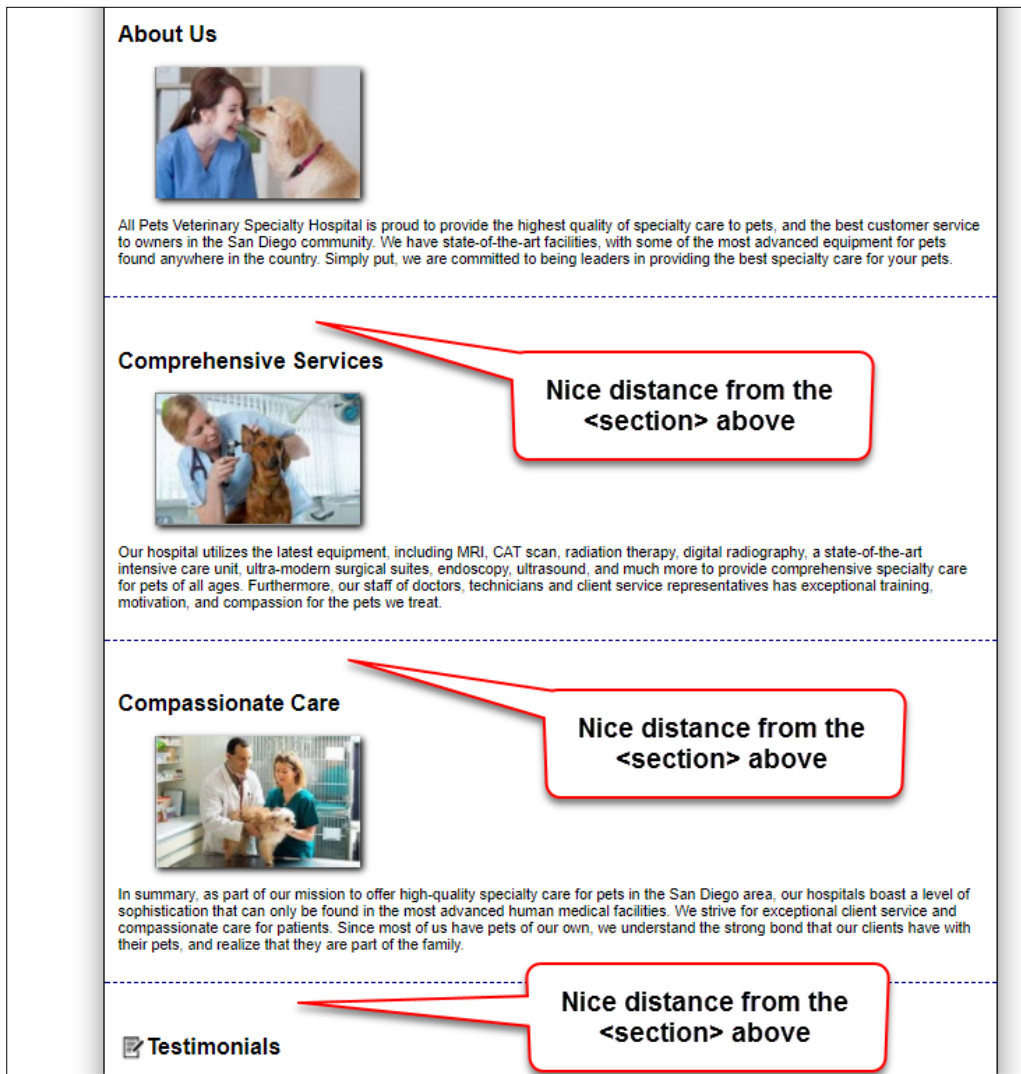 About Us
All Pets Veterinary Specialty Hospital is proud to provide the highest quality of specialty care to pets, and the best customer service
to owners in the San Diego community. We have state-of-the-art facilities, with some of the most advanced equipment for pets
found anywhere in the country. Simply put, we are committed to being leaders in providing the best specialty care for your pets.
Comprehensive Services
Nice distance from the
<section> above
Our hospital utilizes the latest equipment, including MRI, CAT scan, radiation therapy, digital radiography, a state-of-the-art
intensive care unit, ultra-modern surgical suites, endoscopy, ultrasound, and much more to provide comprehensive specialty care
for pets of all ages. Furthermore, our staff of doctors, technicians and client service representatives has exceptional training,
motivation, and compassion for the pets we treat.
Compassionate Care
Nice distance from the
<section> above
In summary, as part of our mission to offer high-quality specialty care for pets in the San Diego area, our hospitals boast a level of
sophistication that can only be found in the most advanced human medical facilities. We strive for exceptional client service and
compassionate care for patients. Since most of us have pets of our own, we understand the strong bond that our clients have with
their pets, and realize that they are part of the family.
Nice distance from the
<section> above
Testimonials